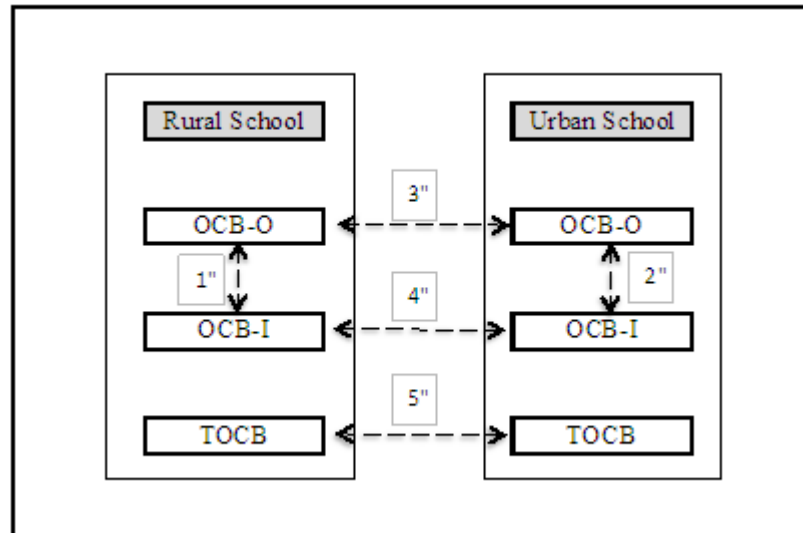 Rural School
Urban School
3"
OCB-O
OCB-O
1"
2"
4"
OCB-I
OCB-I
5"
TOCB
TOCB